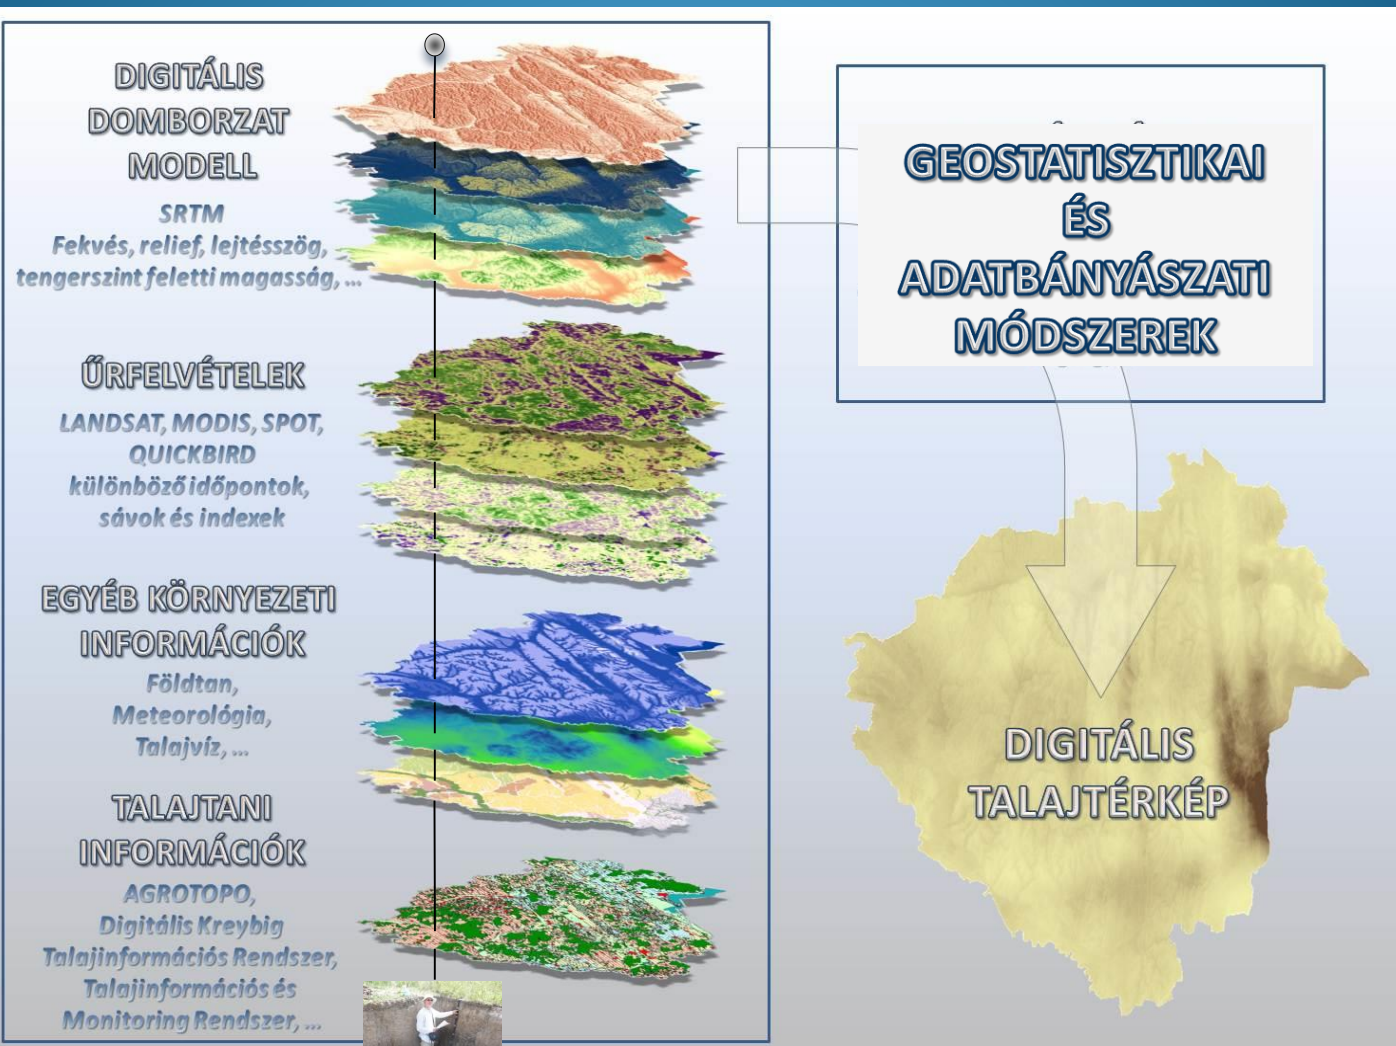 DIGITÁLIS
DOMBORZAT
MODELL
SRTM
Fekvés, relief, lejtésszög,
tengerszint feletti magasság, ...
ŰRFELVÉTELEK
LANDSAT, MODIS, SPOT,
QUICKBIRD
különböző időpontok,
sávok és indexek
EGYÉB KÖRNYEZETI
INFORMÁCIÓK
Földtan,
Meteorológia,
Talajvíz, ...
TALAJTANI
INFORMÁCIÓK
AGROTOPO,
Digitális Kreybig
Talajinformációs Rendszer,
Talajinformációs és
Monitoring Rendszer, ...
GEOSTATISZTIKAI
ÉS
ADATBÁNYÁSZATI
MÓDSZEREK
DIGITÁLIS
TALAJTÉRKÉP